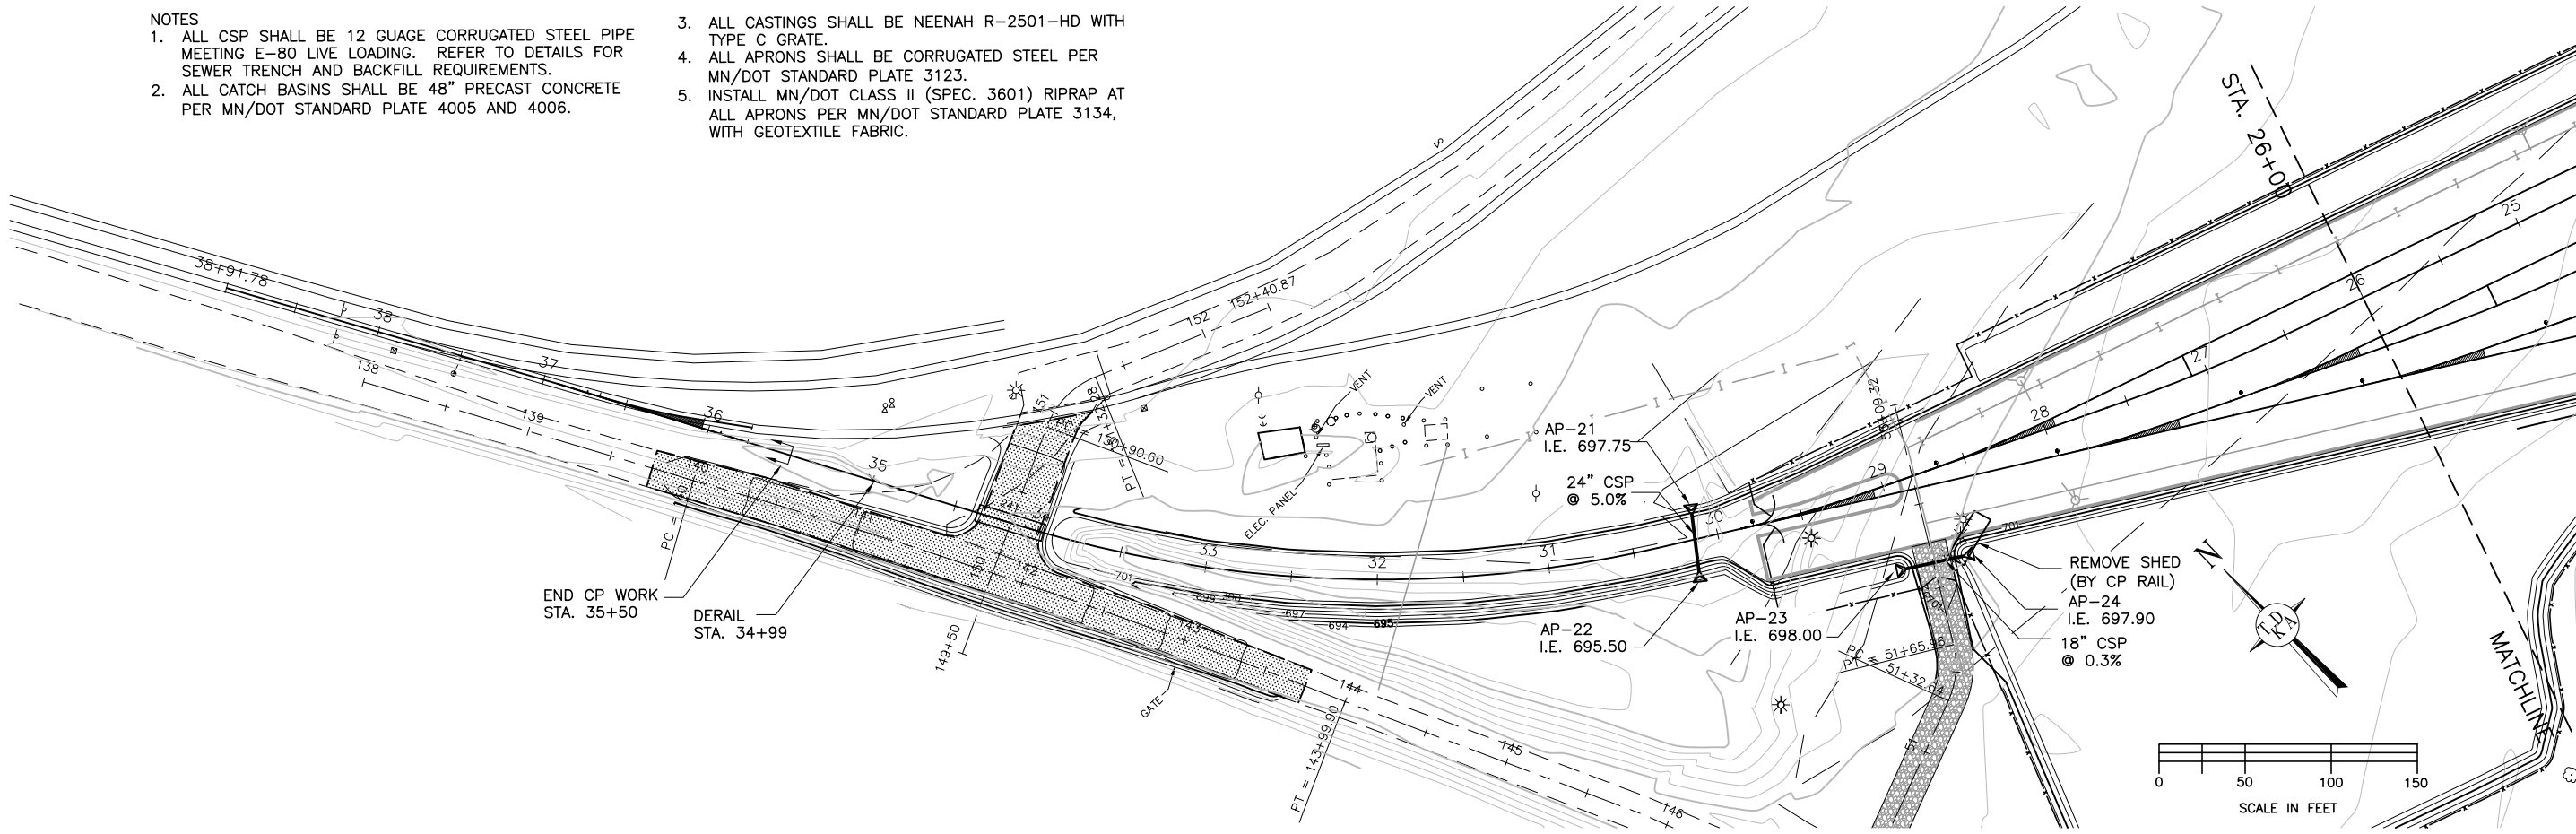 NOTES
1. ALL CSP SHALL BE 12 GUAGE CORRUGATED STEEL PIPE
MEETING E-80 LIVE LOADING. REFER TO DETAILS FOR
SEWER TRENCH AND BACKFILL REQUIREMENTS.
2. ALL CATCH BASINS SHALL BE 48" PRECAST CONCRETE
PER MN/DOT STANDARD PLATE 4005 AND 4006.
3. ALL CASTINGS SHALL BE NEENAH R-2501-HD WITH
TYPE C GRATE.
4. ALL APRONS SHALL BE CORRUGATED STEEL PER
MN/DOT STANDARD PLATE 3123.
5. INSTALL MN/DOT CLASS II (SPEC. 3601) RIPRAP AT
ALL APRONS PER MN/DOT STANDARD PLATE 3134,
WITH GEOTEXTILE FABRIC.
STA. 26+00
25
26
27
28
29
30
31
32
33
35
36
37
38
38+91.78
138
139
140
141
142
143
144
145
146
150
151
152
152+40.87
PT =
150+90.60
PC =
149+50
PT = 143+99.90
VENT
VENT
ELEC. PANEL
GATE
END CP WORK
STA. 35+50
DERAIL
STA. 34+99
AP-21
I.E. 697.75
24" CSP
@ 5.0%
AP-22
I.E. 695.50
AP-23
I.E. 698.00
REMOVE SHED
(BY CP RAIL)
AP-24
I.E. 697.90
18" CSP
@ 0.3%
51+65.96
51+32.64
51
701
701
697
694
695
N
TKDA
MATCHLINE
0 50 100 150
SCALE IN FEET